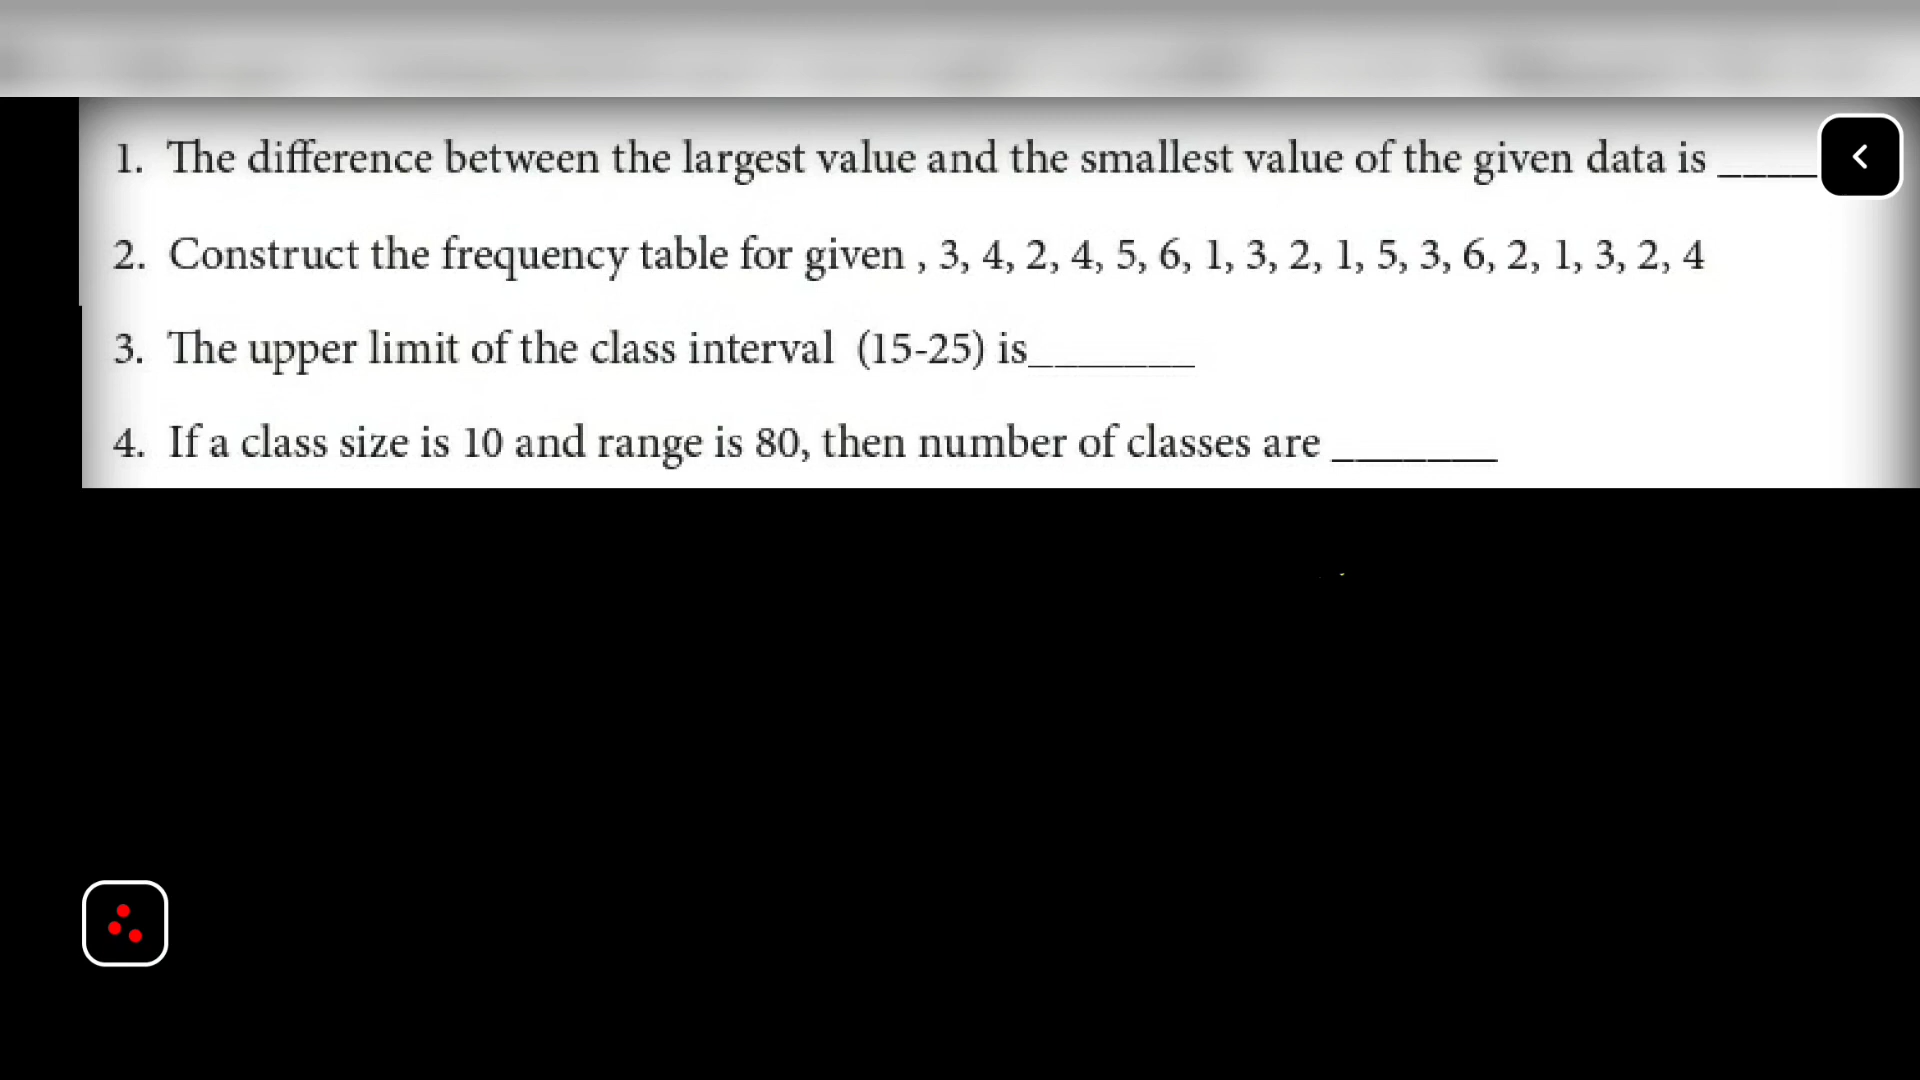 1. The difference between the largest value and the smallest value of the given data is ____
2. Construct the frequency table for given , 3, 4, 2, 4, 5, 6, 1, 3, 2, 1, 5, 3, 6, 2, 1, 3, 2, 4
3. The upper limit of the class interval (15-25) is_______
4. If a class size is 10 and range is 80, then number of classes are _______